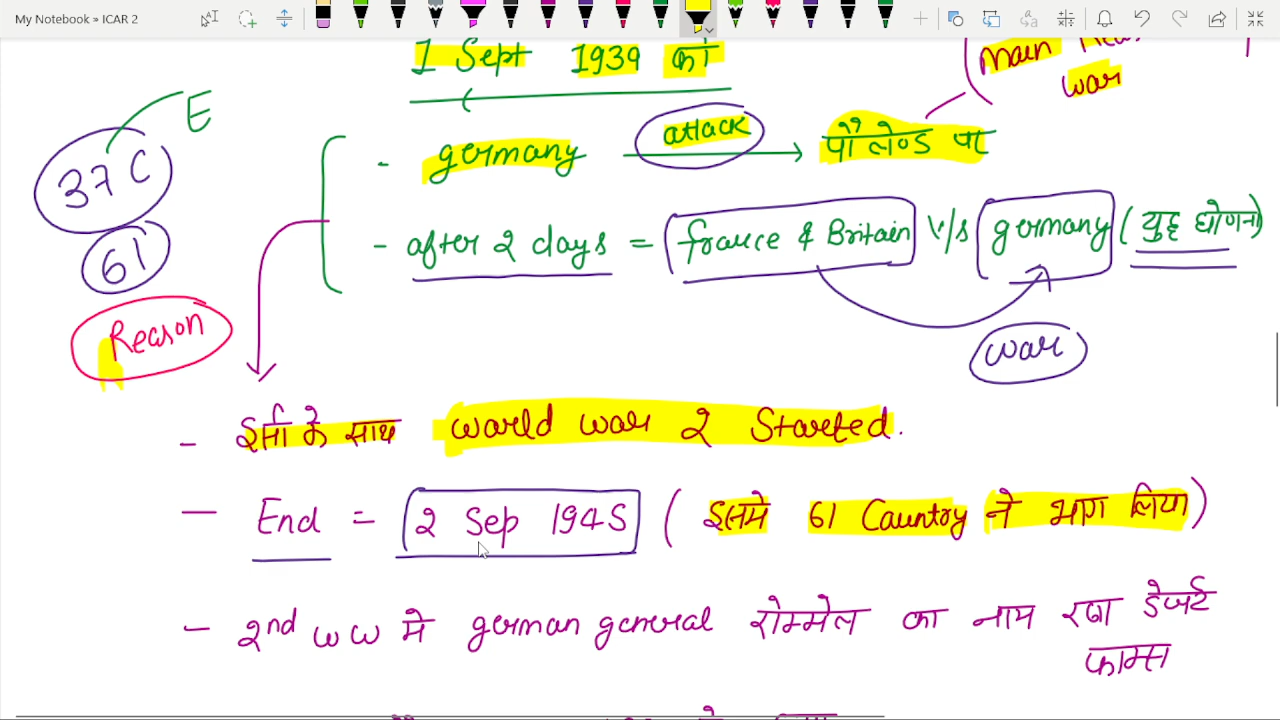 My Notebook » ICAR 2
1 Sept 1939 को
main
war
E
germany attack पौलेण्ड पर
37 C
after 2 days = france & Britain v/s germany (युद्द घोणना)
61
Reason
war
- इसी के साथ world war 2 Started.
- End = 2 Sep 1945 ( इसमे 61 Country ने भाग लिया)
- 2nd ww मे german general रोम्मेल का नाम रखा डेजर्ट
फाम्स